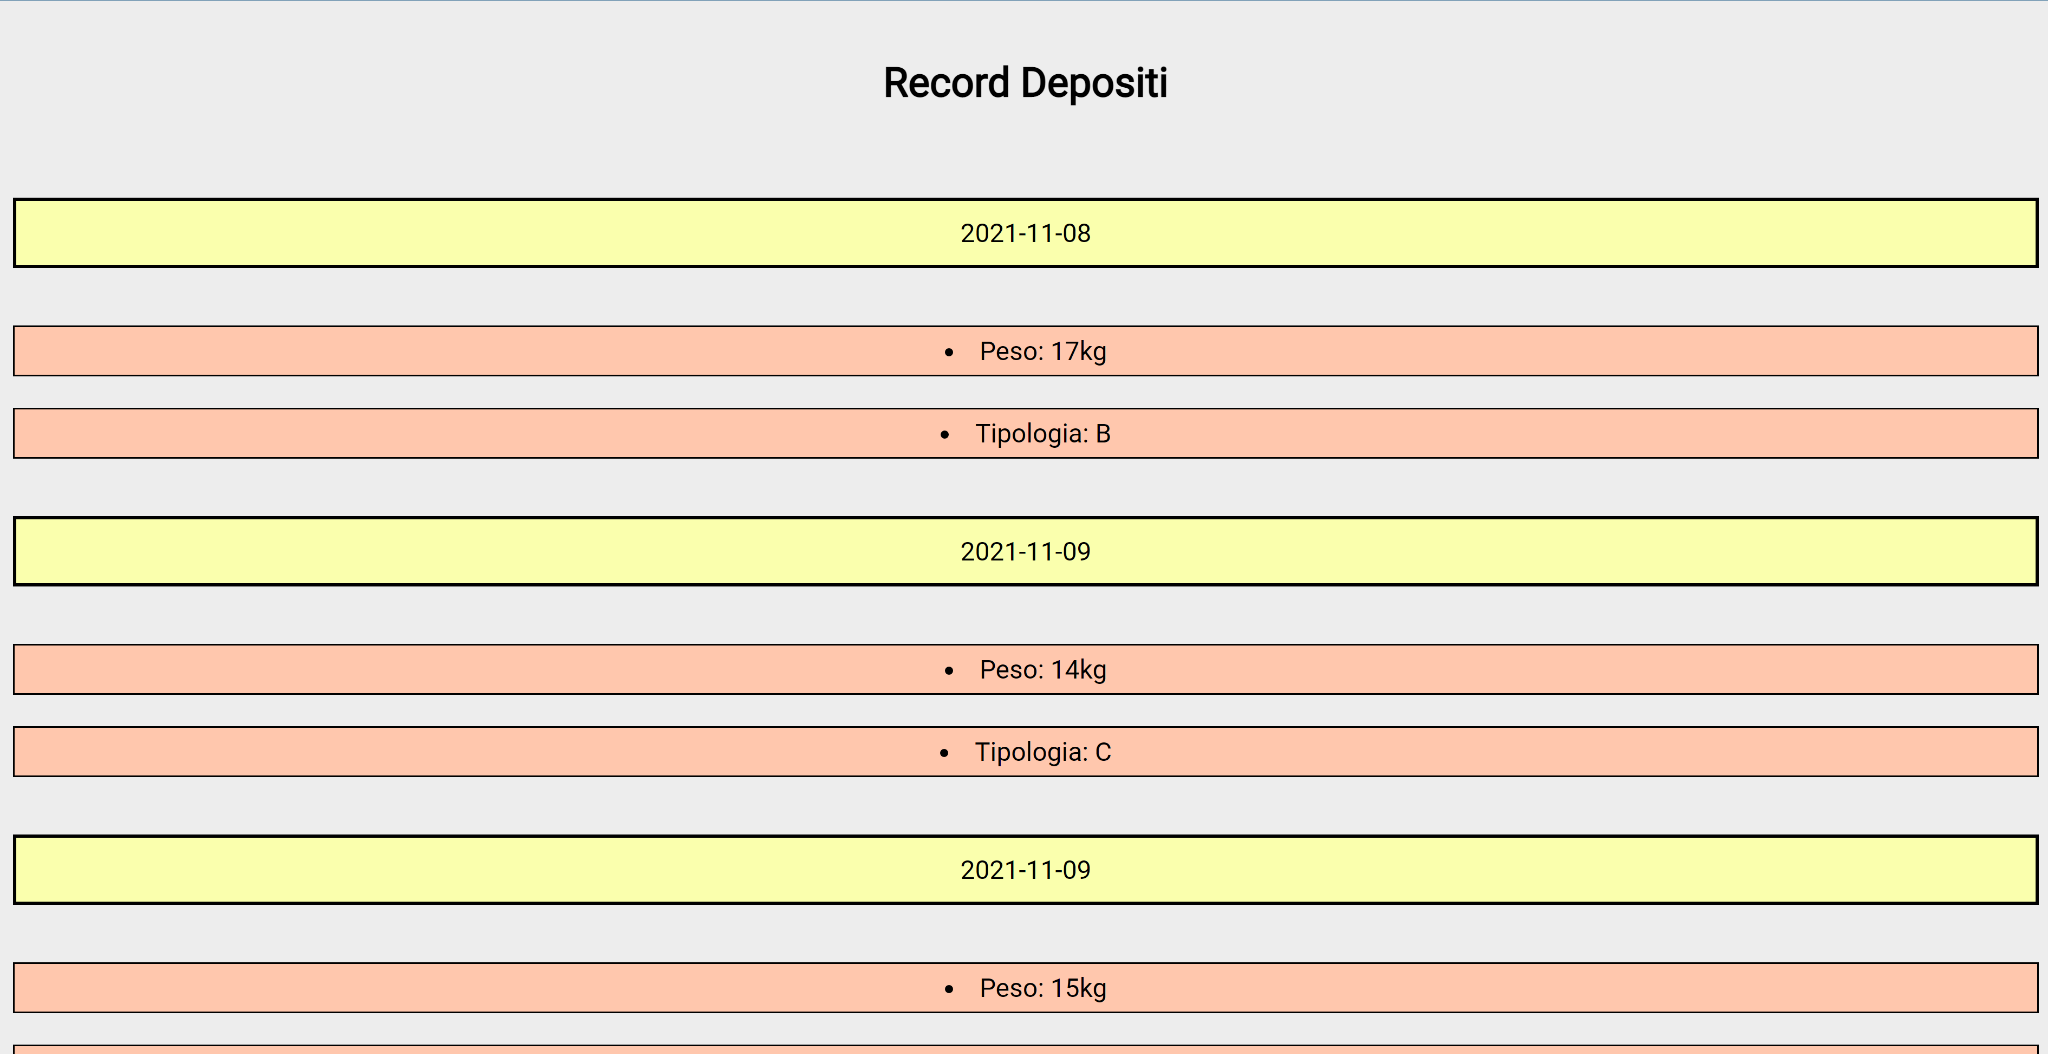 Record Depositi
2021-11-08
• Peso: 17kg
• Tipologia: B
2021-11-09
• Peso: 14kg
• Tipologia: C
2021-11-09
• Peso: 15kg